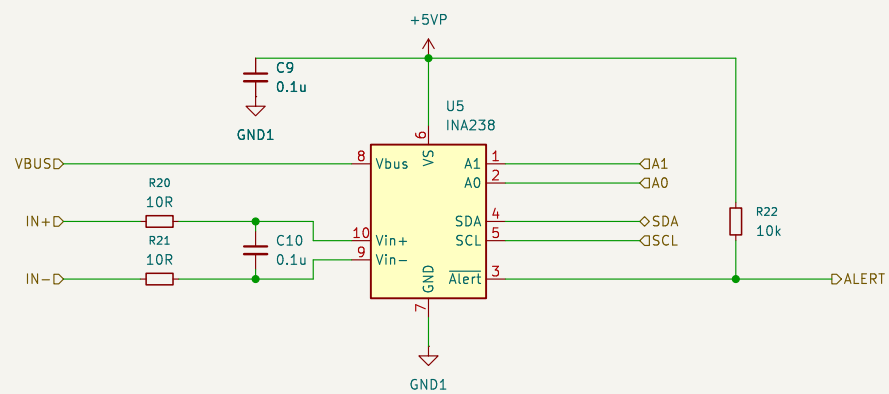 +5VP
C9
0.1u
GND1
U5
INA238
6
VS
VBUS
8
Vbus
A1
1
A1
A0
2
A0
R20
10R
IN+
10
Vin+
SDA
4
SDA
R21
10R
C10
0.1u
9
Vin-
SCL
5
SCL
R22
10k
IN-
GND
Alert
3
ALERT
7
GND1